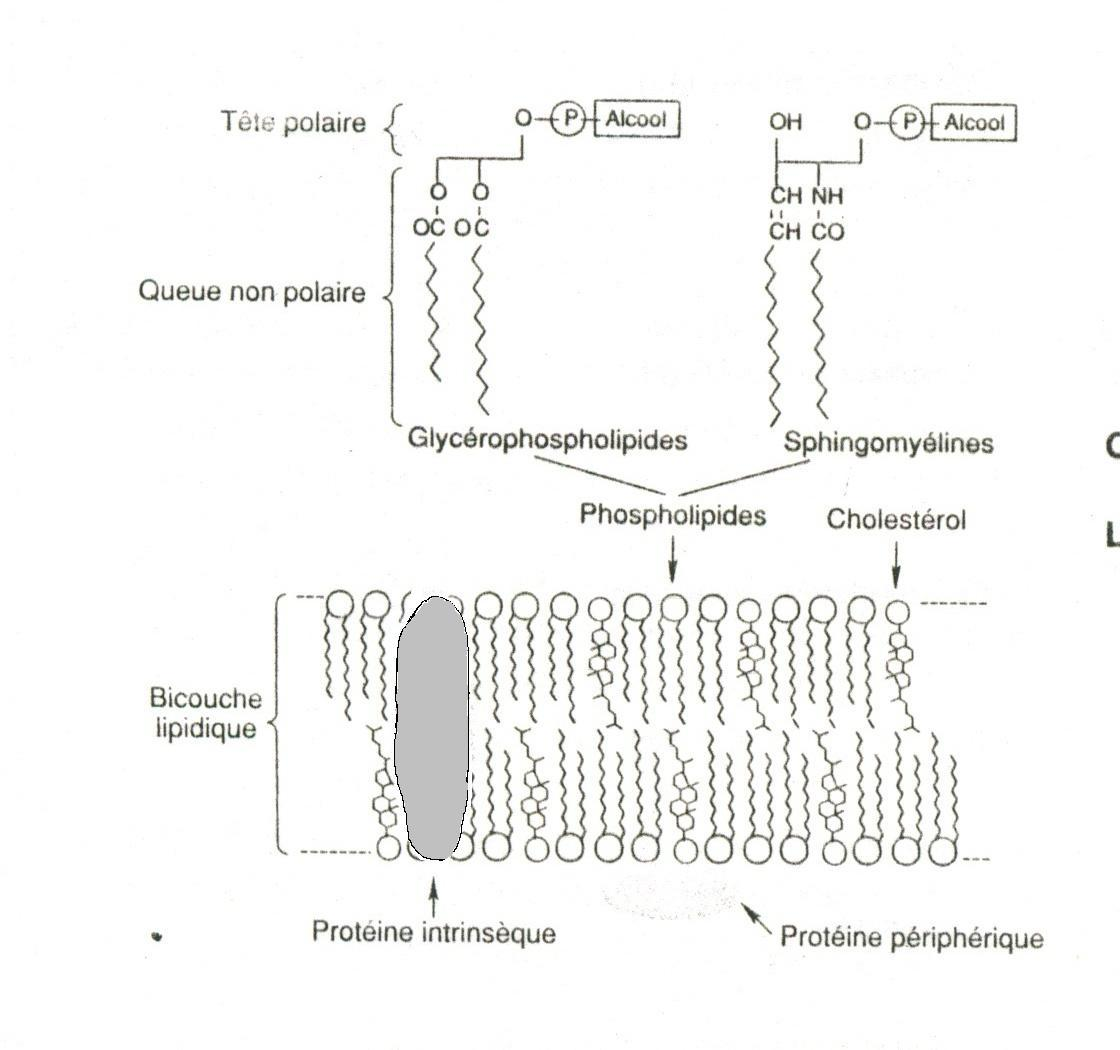 Tête polaire
O P Alcool
OH O P Alcool
O O
CH NH
OC OC
CH CO
Queue non polaire
Glycérophospholipides
Sphingomyélines
Phospholipides
Cholestérol
Bicouche
lipidique
Protéine intrinsèque
Protéine périphérique